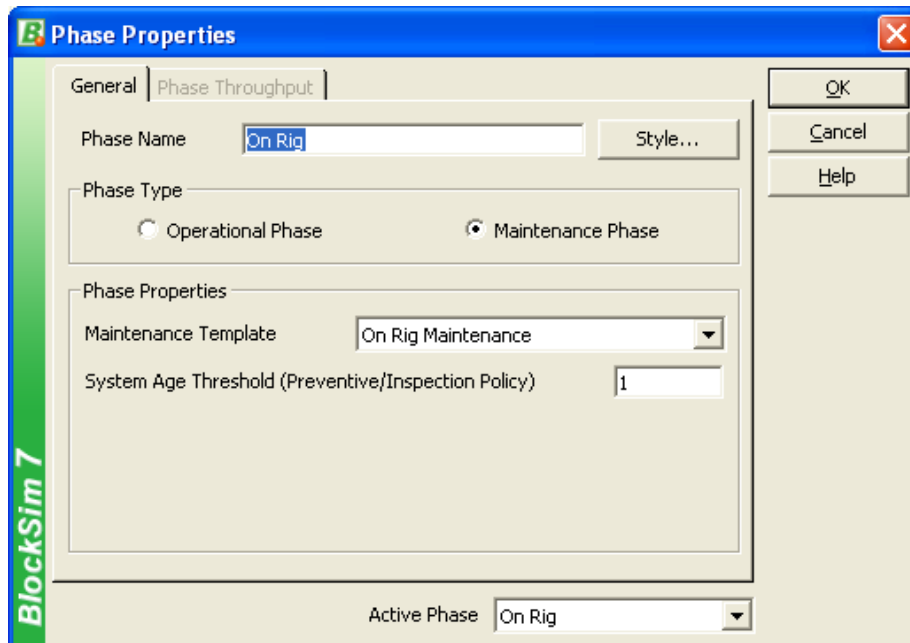 Phase Properties
General
Phase Throughput
OK
Phase Name
On Rig
Style...
Cancel
Help
Phase Type
Operational Phase
Maintenance Phase
Phase Properties
Maintenance Template
On Rig Maintenance
System Age Threshold (Preventive/Inspection Policy)
1
BlockSim 7
Active Phase
On Rig